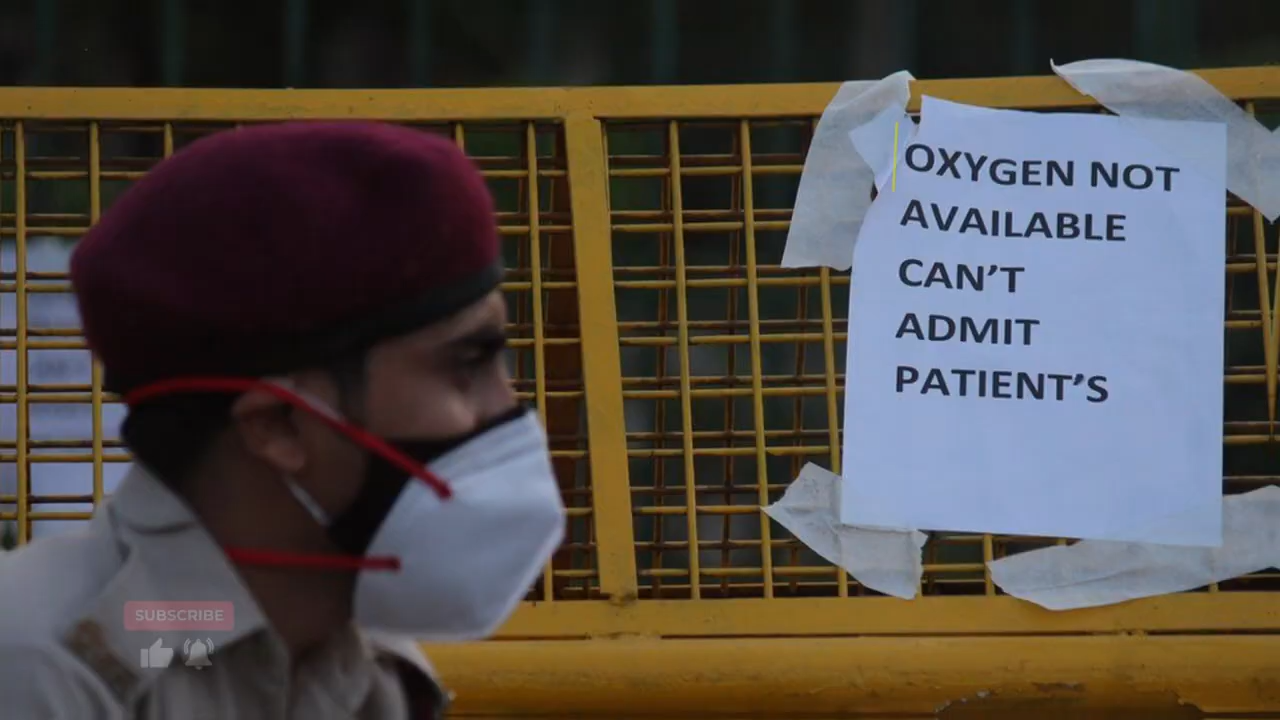 OXYGEN NOT
AVAILABLE
CAN'T
ADMIT
PATIENT'S
SUBSCRIBE